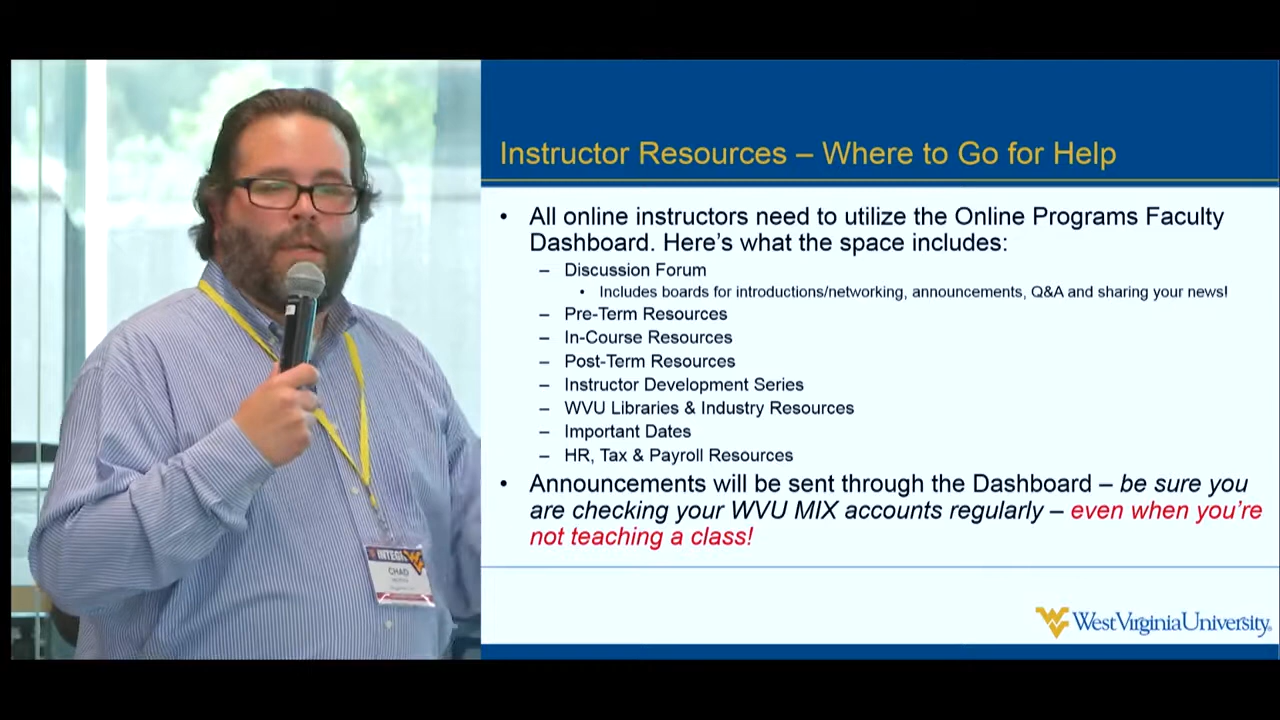 Instructor Resources – Where to Go for Help
• All online instructors need to utilize the Online Programs Faculty
Dashboard. Here's what the space includes:
– Discussion Forum
• Includes boards for introductions/networking, announcements, Q&A and sharing your news!
– Pre-Term Resources
– In-Course Resources
– Post-Term Resources
– Instructor Development Series
– WVU Libraries & Industry Resources
– Important Dates
– HR, Tax & Payroll Resources
• Announcements will be sent through the Dashboard – be sure you
are checking your WVU MIX accounts regularly – even when you're
not teaching a class!
WestVirginiaUniversity.
CHAD